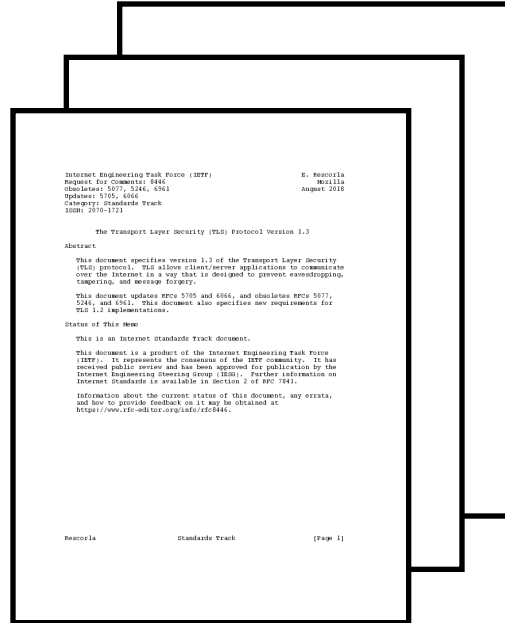 Internet Engineering Task Force (IETF) E. Rescorla
Request for Comments: 8446 Mozilla
Obsoletes: 5077, 5246, 6961 August 2018
Updates: 5705, 6066
Category: Standards Track
ISSN: 2070-1721
The Transport Layer Security (TLS) Protocol Version 1.3
Abstract
This document specifies version 1.3 of the Transport Layer Security
(TLS) protocol. TLS allows client/server applications to communicate
over the Internet in a way that is designed to prevent eavesdropping,
tampering, and message forgery.
This document updates RFCs 5705 and 6066, and obsoletes RFCs 5077,
5246, and 6961. This document also specifies new requirements for
TLS 1.2 implementations.
Status of This Memo
This is an Internet Standards Track document.
This document is a product of the Internet Engineering Task Force
(IETF). It represents the consensus of the IETF community. It has
received public review and has been approved for publication by the
Internet Engineering Steering Group (IESG). Further information on
Internet Standards is available in Section 2 of RFC 7841.
Information about the current status of this document, any errata,
and how to provide feedback on it may be obtained at
https://www.rfc-editor.org/info/rfc8446.
Rescorla Standards Track [Page 1]